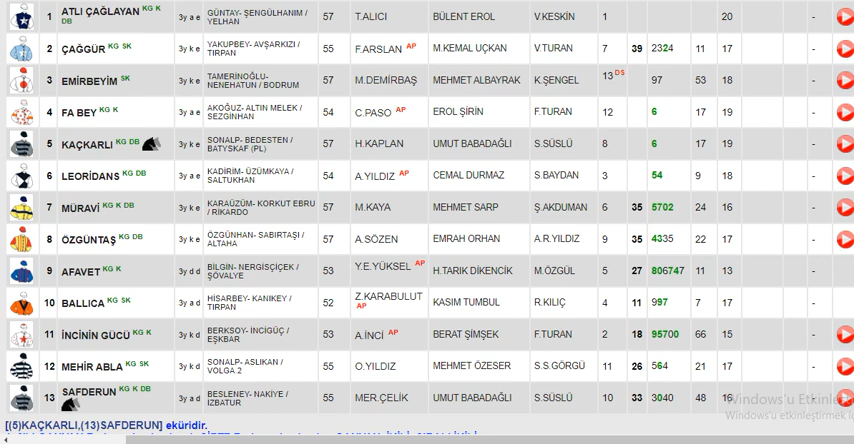 1 ATLI ÇAĞLAYAN KG K DB 3y a e GÜNTAY- ŞENGÜLHANIM / YELHAN 57 T.ALICI BÜLENT EROL V.KESKİN 1 20 -
2 ÇAĞGÜR KG SK 3y k e YAKUPBEY- AVŞARKIZI / TIRPAN 57 F.ARSLAN AP M.KEMAL UÇKAN V.TURAN 7 39 2324 11 17 -
3 EMİRBEYİM SK 3y k e TAMERİNOĞLU- NENEHATUN / BODRUM 57 M.DEMİRBAŞ MEHMET ALBAYRAK K.ŞENGEL 13 DS 97 53 18 -
4 FA BEY KG K 3y a e AKOĞUZ- ALTIN MELEK / SEZGİNHAN 54 C.PASO AP EROL ŞİRİN F.TURAN 12 6 17 19 -
5 KAÇKARLI KG DB 3y k e SONALP- BEDESTEN / BATYSKAF (PL) 57 H.KAPLAN UMUT BABADAĞLI S.SÜSLÜ 8 6 17 19 -
6 LEORİDANS KG DB 3y a e KADİRİM- ÜZÜMKAYA / SALTUKHAN 54 A.YILDIZ AP CEMAL DURMAZ S.BAYDAN 3 54 9 18 -
7 MÜRAVİ KG K DB 3y k e KARAÜZÜM- KORKUT EBRU / RİKARDO 57 M.KAYA MEHMET SARP Ş.AKDUMAN 6 35 5702 24 16 -
8 ÖZGÜNTAŞ KG DB 3y k e ÖZGÜNHAN- SABIRTAŞI / ALTAHA 57 A.SÖZEN EMRAH ORHAN A.R.YILDIZ 9 35 4335 22 17 -
9 AFAVET KG K 3y d d BİLGİN- NERGİSÇİÇEK / ŞÖVALYE 53 Y.E.YÜKSEL AP H.TARIK DİKENCİK M.ÖZGÜL 5 27 806747 11 13 -
10 BALLICA KG SK 3y a d HİSARBEY- KANIKEY / TIRPAN 52 Z.KARABULUT AP KASIM TUMBUL R.KILIÇ 4 11 997 7 17 -
11 İNCİNİN GÜCÜ KG K 3y k d BERKSOY- İNCİGÜÇ / EŞKBAR 53 A.İNCİ AP BERAT ŞİMŞEK F.TURAN 2 18 95700 66 15 -
12 MEHİR ABLA KG SK 3y k d SONALP- ASLIKAN / VOLGA 2 55 O.YILDIZ MEHMET ÖZESER S.S.GÖRGÜ 11 26 564 21 17 -
13 SAFDERUN KG K DB 3y a d BESLENEY- NAKİYE / İZBATUR 55 MER.ÇELİK UMUT BABADAĞLI S.SÜSLÜ 10 33 3040 48 16 -
Windows'u Etkinleştir
Windows'u etkinleştirmek i
[(5)KAÇKARLI,(13)SAFDERUN] eküridir.